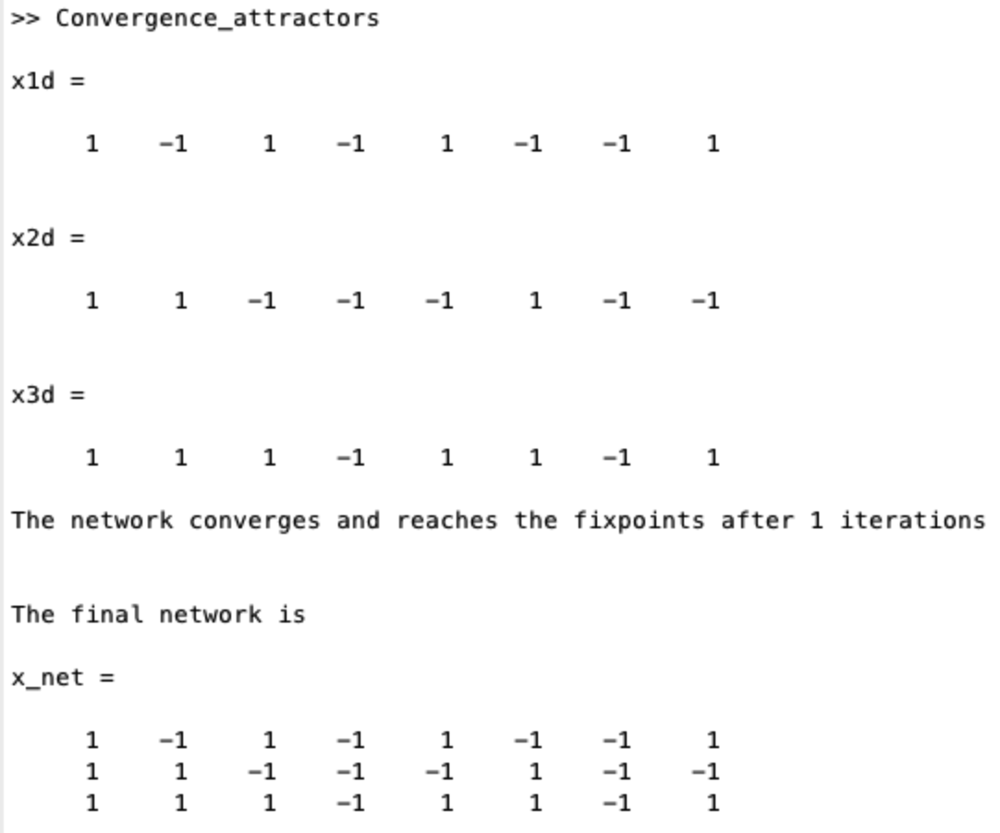 >> Convergence_attractors
x1d =
1 −1 1 −1 1 −1 −1 1
x2d =
1 1 −1 −1 −1 1 −1 −1
x3d =
1 1 1 −1 1 1 −1 1
The network converges and reaches the fixpoints after 1 iterations
The final network is
x_net =
1 −1 1 −1 1 −1 −1 1
1 1 −1 −1 −1 1 −1 −1
1 1 1 −1 1 1 −1 1